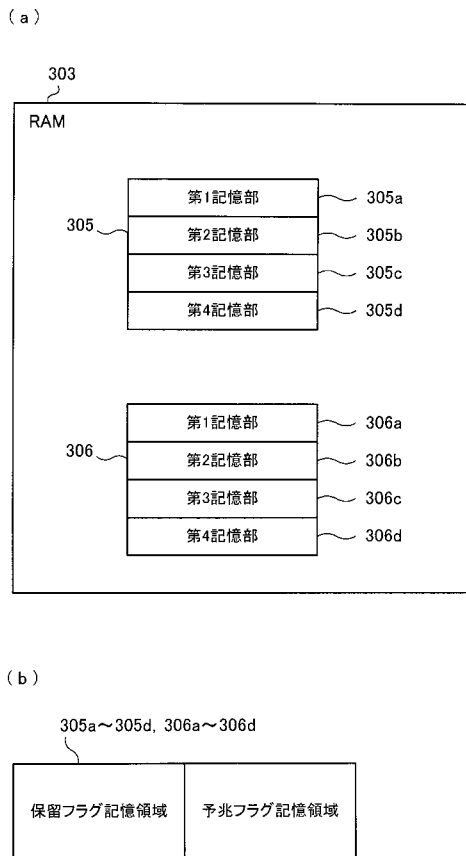 (a)
303
RAM
第1記憶部 305a
305 第2記憶部 305b
第3記憶部 305c
第4記憶部 305d
第1記憶部 306a
306 第2記憶部 306b
第3記憶部 306c
第4記憶部 306d
(b)
305a～305d, 306a～306d
保留フラグ記憶領域 予兆フラグ記憶領域